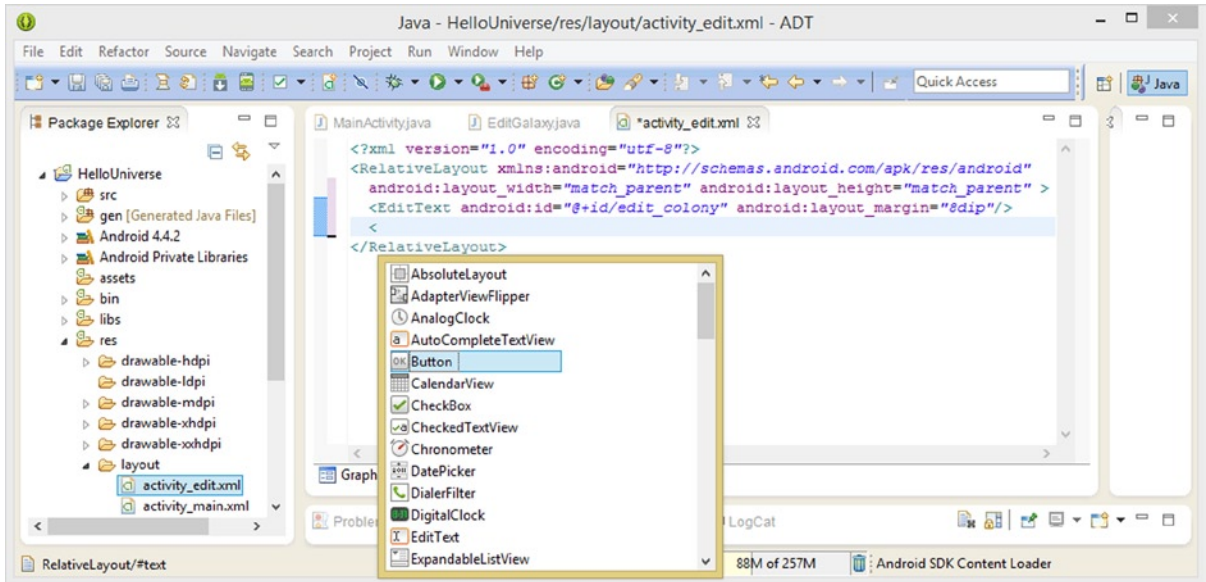 Java - HelloUniverse/res/layout/activity_edit.xml - ADT
File Edit Refactor Source Navigate Search Project Run Window Help
Quick Access
Java
Package Explorer
HelloUniverse
src
gen [Generated Java Files]
Android 4.4.2
Android Private Libraries
assets
bin
libs
res
drawable-hdpi
drawable-ldpi
drawable-mdpi
drawable-xhdpi
drawable-xxhdpi
layout
activity_edit.xml
activity_main.xml
MainActivity.java EditGalaxy.java *activity_edit.xml
<?xml version="1.0" encoding="utf-8"?>
<RelativeLayout xmlns:android="http://schemas.android.com/apk/res/android"
android:layout_width="match_parent" android:layout_height="match_parent" >
<EditText android:id="@+id/edit_colony" android:layout_margin="8dip"/>
<
</RelativeLayout>
AbsoluteLayout
AdapterViewFlipper
AnalogClock
AutoCompleteTextView
OK Button
CalendarView
CheckBox
CheckedTextView
Chronometer
DatePicker
DialerFilter
DigitalClock
EditText
ExpandableListView
Graph
Proble
LogCat
RelativeLayout/#text
88M of 257M
Android SDK Content Loader